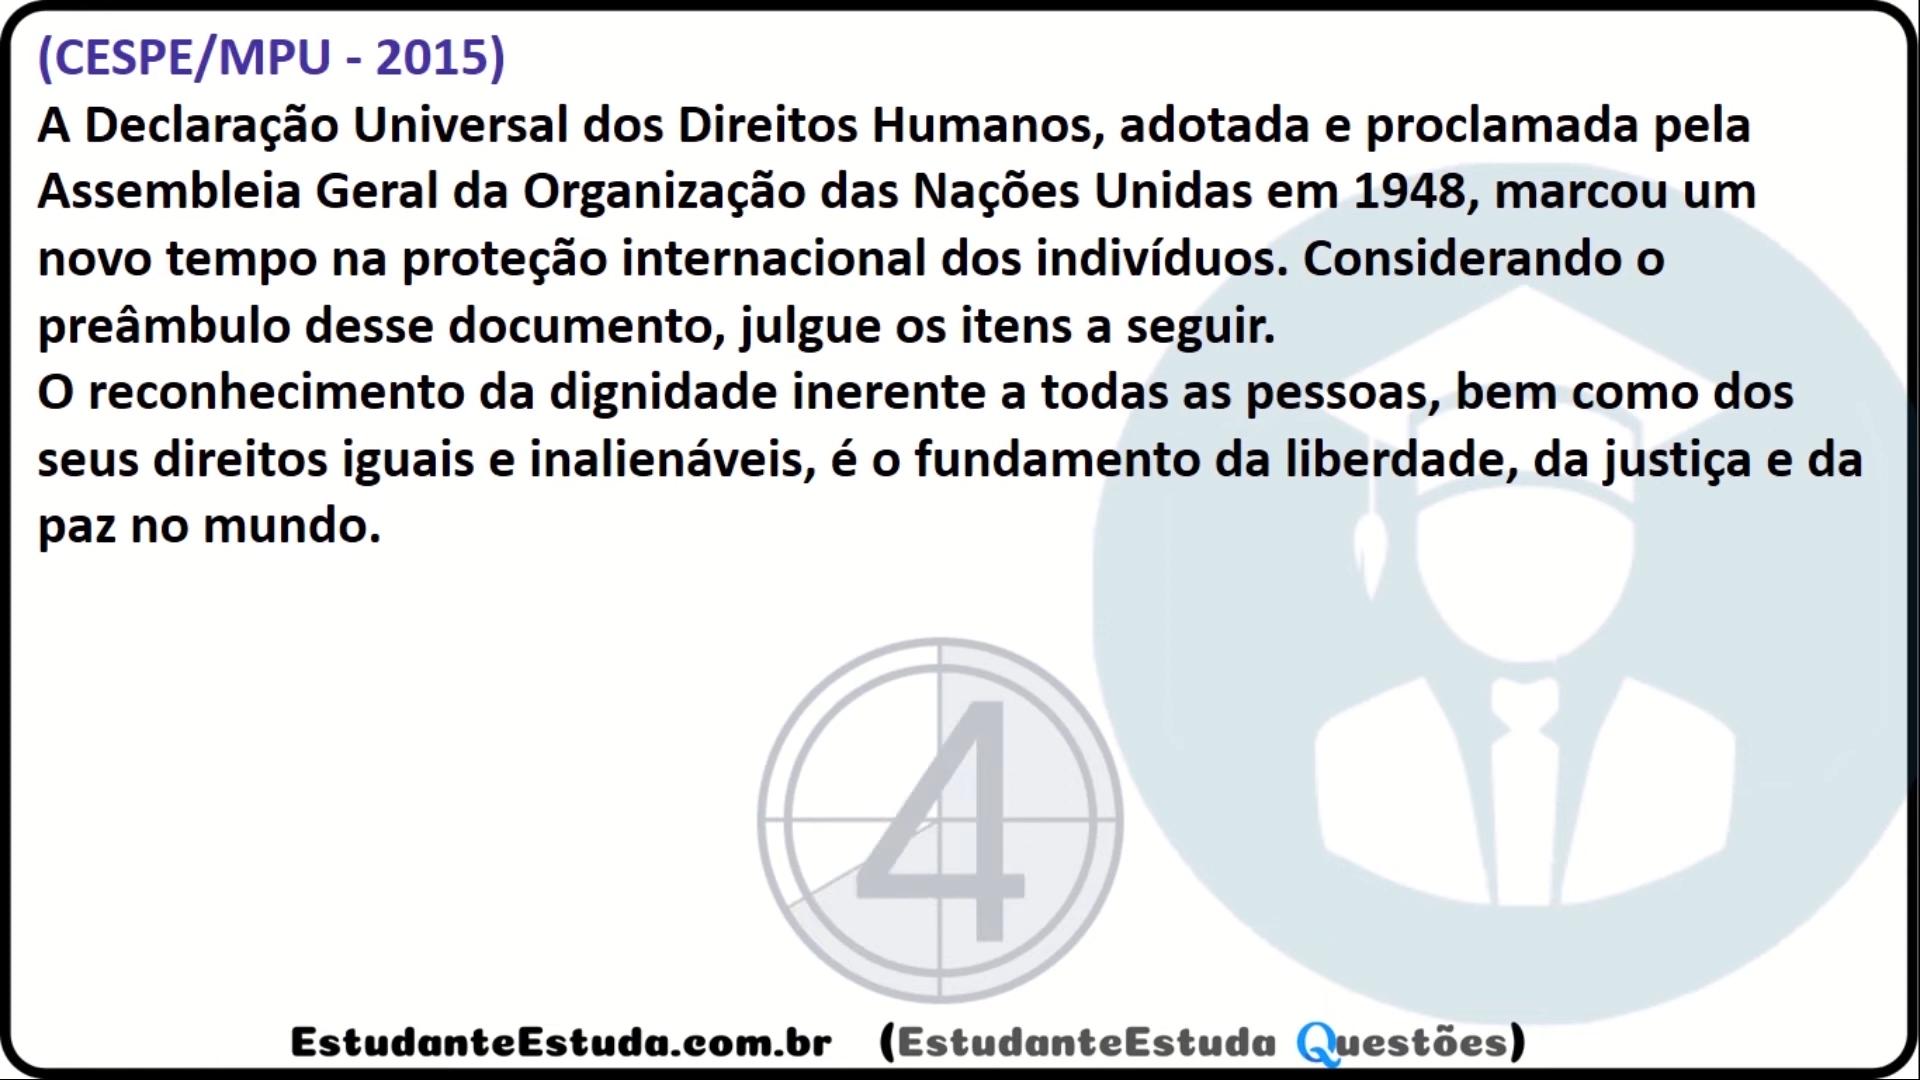 (CESPE/MPU - 2015)
A Declaração Universal dos Direitos Humanos, adotada e proclamada pela
Assembleia Geral da Organização das Nações Unidas em 1948, marcou um
novo tempo na proteção internacional dos indivíduos. Considerando o
preâmbulo desse documento, julgue os itens a seguir.
O reconhecimento da dignidade inerente a todas as pessoas, bem como dos
seus direitos iguais e inalienáveis, é o fundamento da liberdade, da justiça e da
paz no mundo.
4
EstudanteEstuda.com.br (EstudanteEstuda Questões)